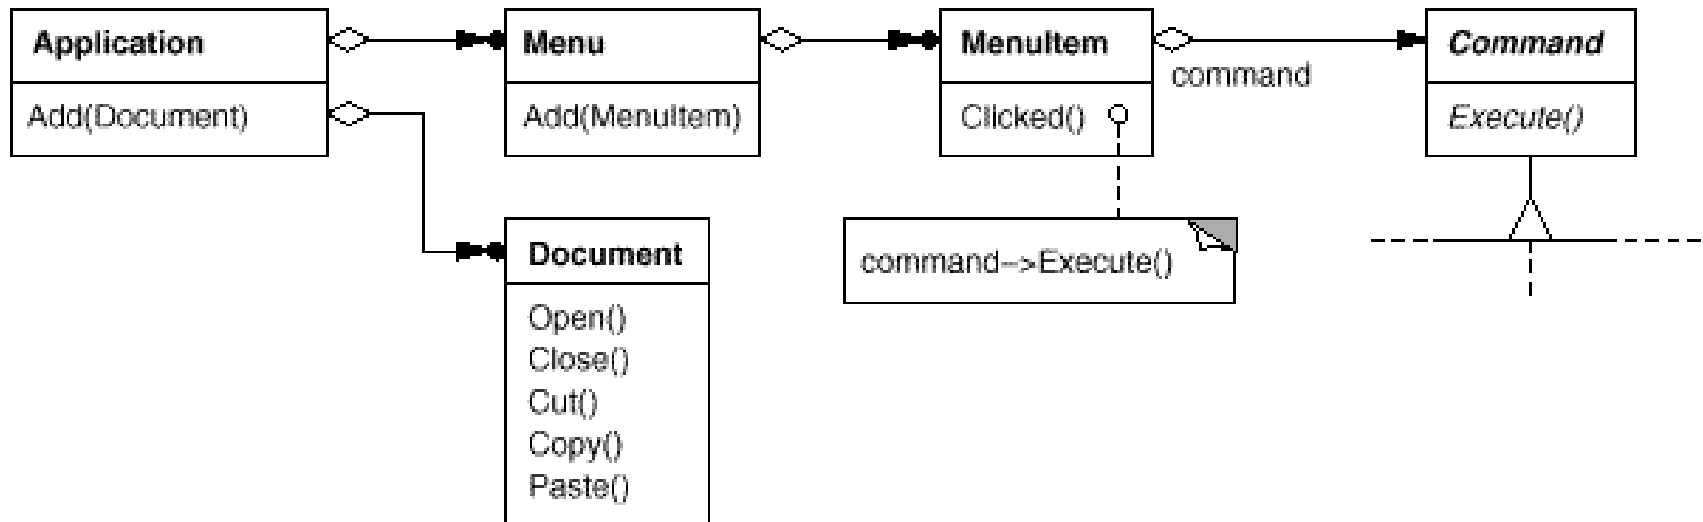 Application
Add(Document)
Menu
Add(MenuItem)
MenuItem
Clicked()
command
Command
Execute()
command->Execute()
Document
Open()
Close()
Cut()
Copy()
Paste()